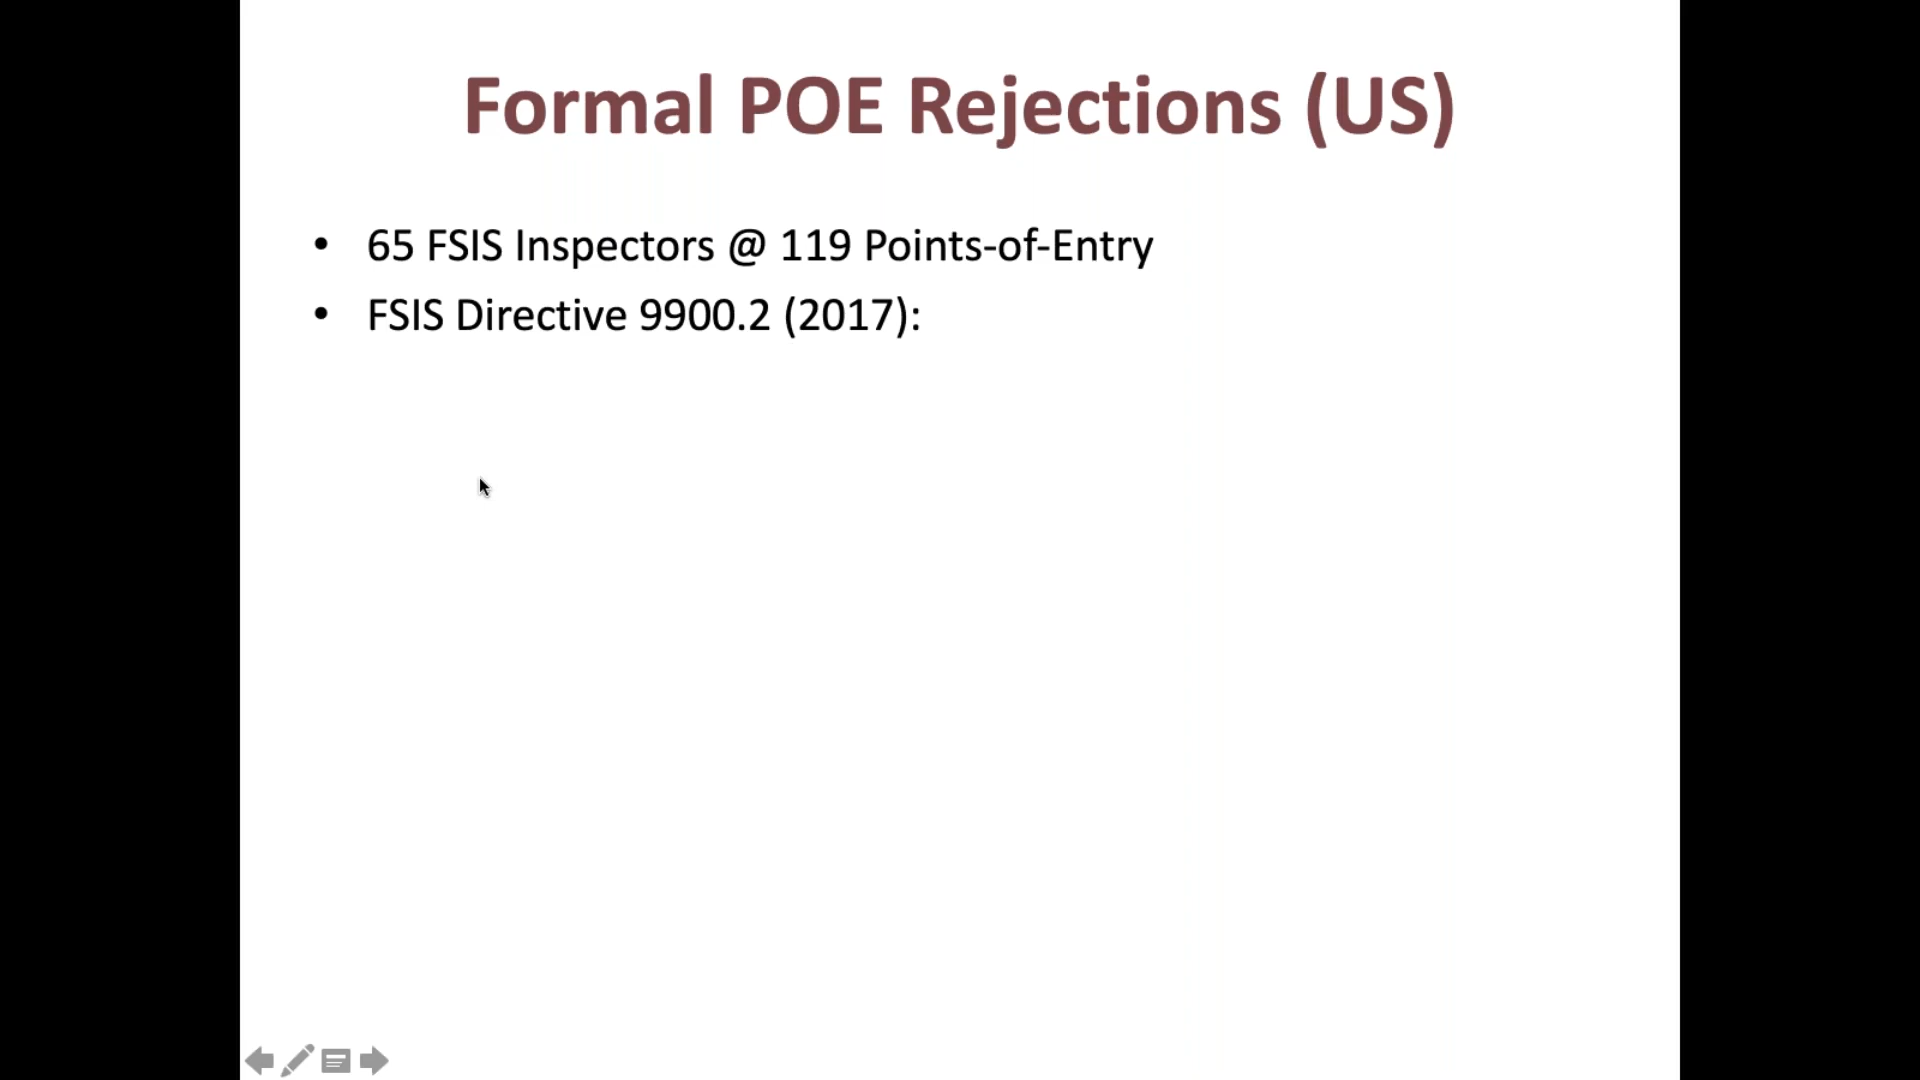 Formal POE Rejections (US)
• 65 FSIS Inspectors @ 119 Points-of-Entry
• FSIS Directive 9900.2 (2017):